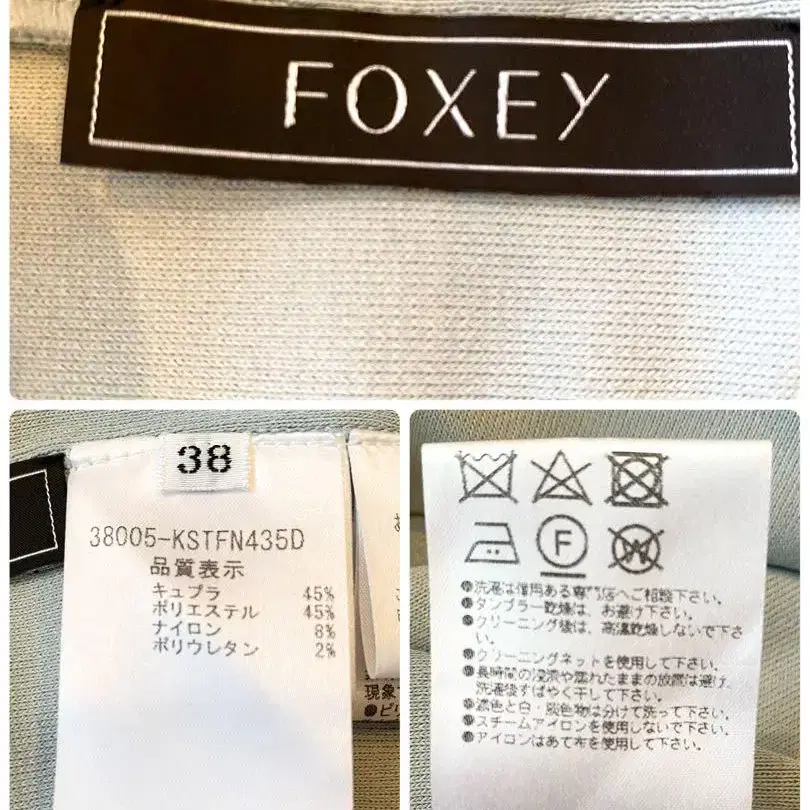 FOXEY
38
38005-KSTFN435D
品質表示
キュプラ 45%
ポリエステル 45%
ナイロン 8%
ポリウレタン 2%
現象
●ビリ
F
W
●洗濯は信用ある専門店へご相談下さい。
●タンブラー乾燥は、お避け下さい。
●クリーニング後は、高温乾燥しないで下さ
い。
●クリーニングネットを使用して下さい。
●長時間の浸漬や濡れたままの放置は避け、
洗濯後すばやく干して下さい。
●濃色と白・淡色物は分けて洗って下さい。
●スチームアイロンを使用しないで下さい。
●アイロンはあて布を使用して下さい。